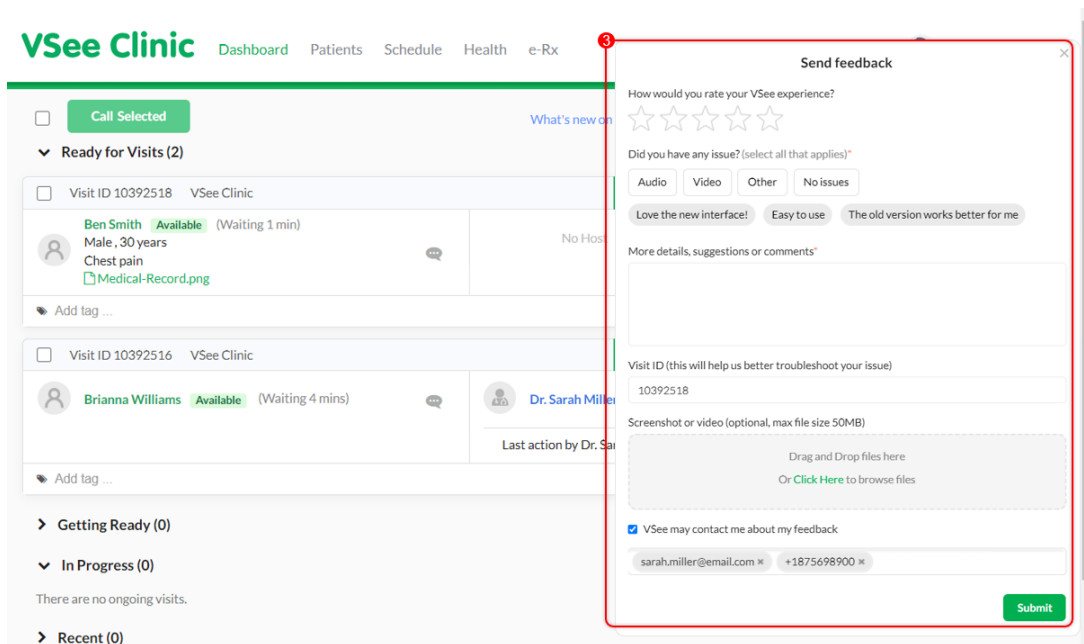 VSee Clinic Dashboard Patients Schedule Health e-Rx
Call Selected
What's new on
Ready for Visits (2)
Visit ID 10392518 VSee Clinic
Ben Smith Available (Waiting 1 min)
Male , 30 years
Chest pain
Medical-Record.png
No Host
Add tag ...
Visit ID 10392516 VSee Clinic
Brianna Williams Available (Waiting 4 mins)
Dr. Sarah Miller
Last action by Dr. Sar
Add tag ...
Getting Ready (0)
In Progress (0)
There are no ongoing visits.
Recent (0)
3
Send feedback
How would you rate your VSee experience?
Did you have any issue? (select all that applies)*
Audio Video Other No issues
Love the new interface! Easy to use The old version works better for me
More details, suggestions or comments*
Visit ID (this will help us better troubleshoot your issue)
10392518
Screenshot or video (optional, max file size 50MB)
Drag and Drop files here
Or Click Here to browse files
VSee may contact me about my feedback
sarah.miller@email.com × +1875698900 ×
Submit